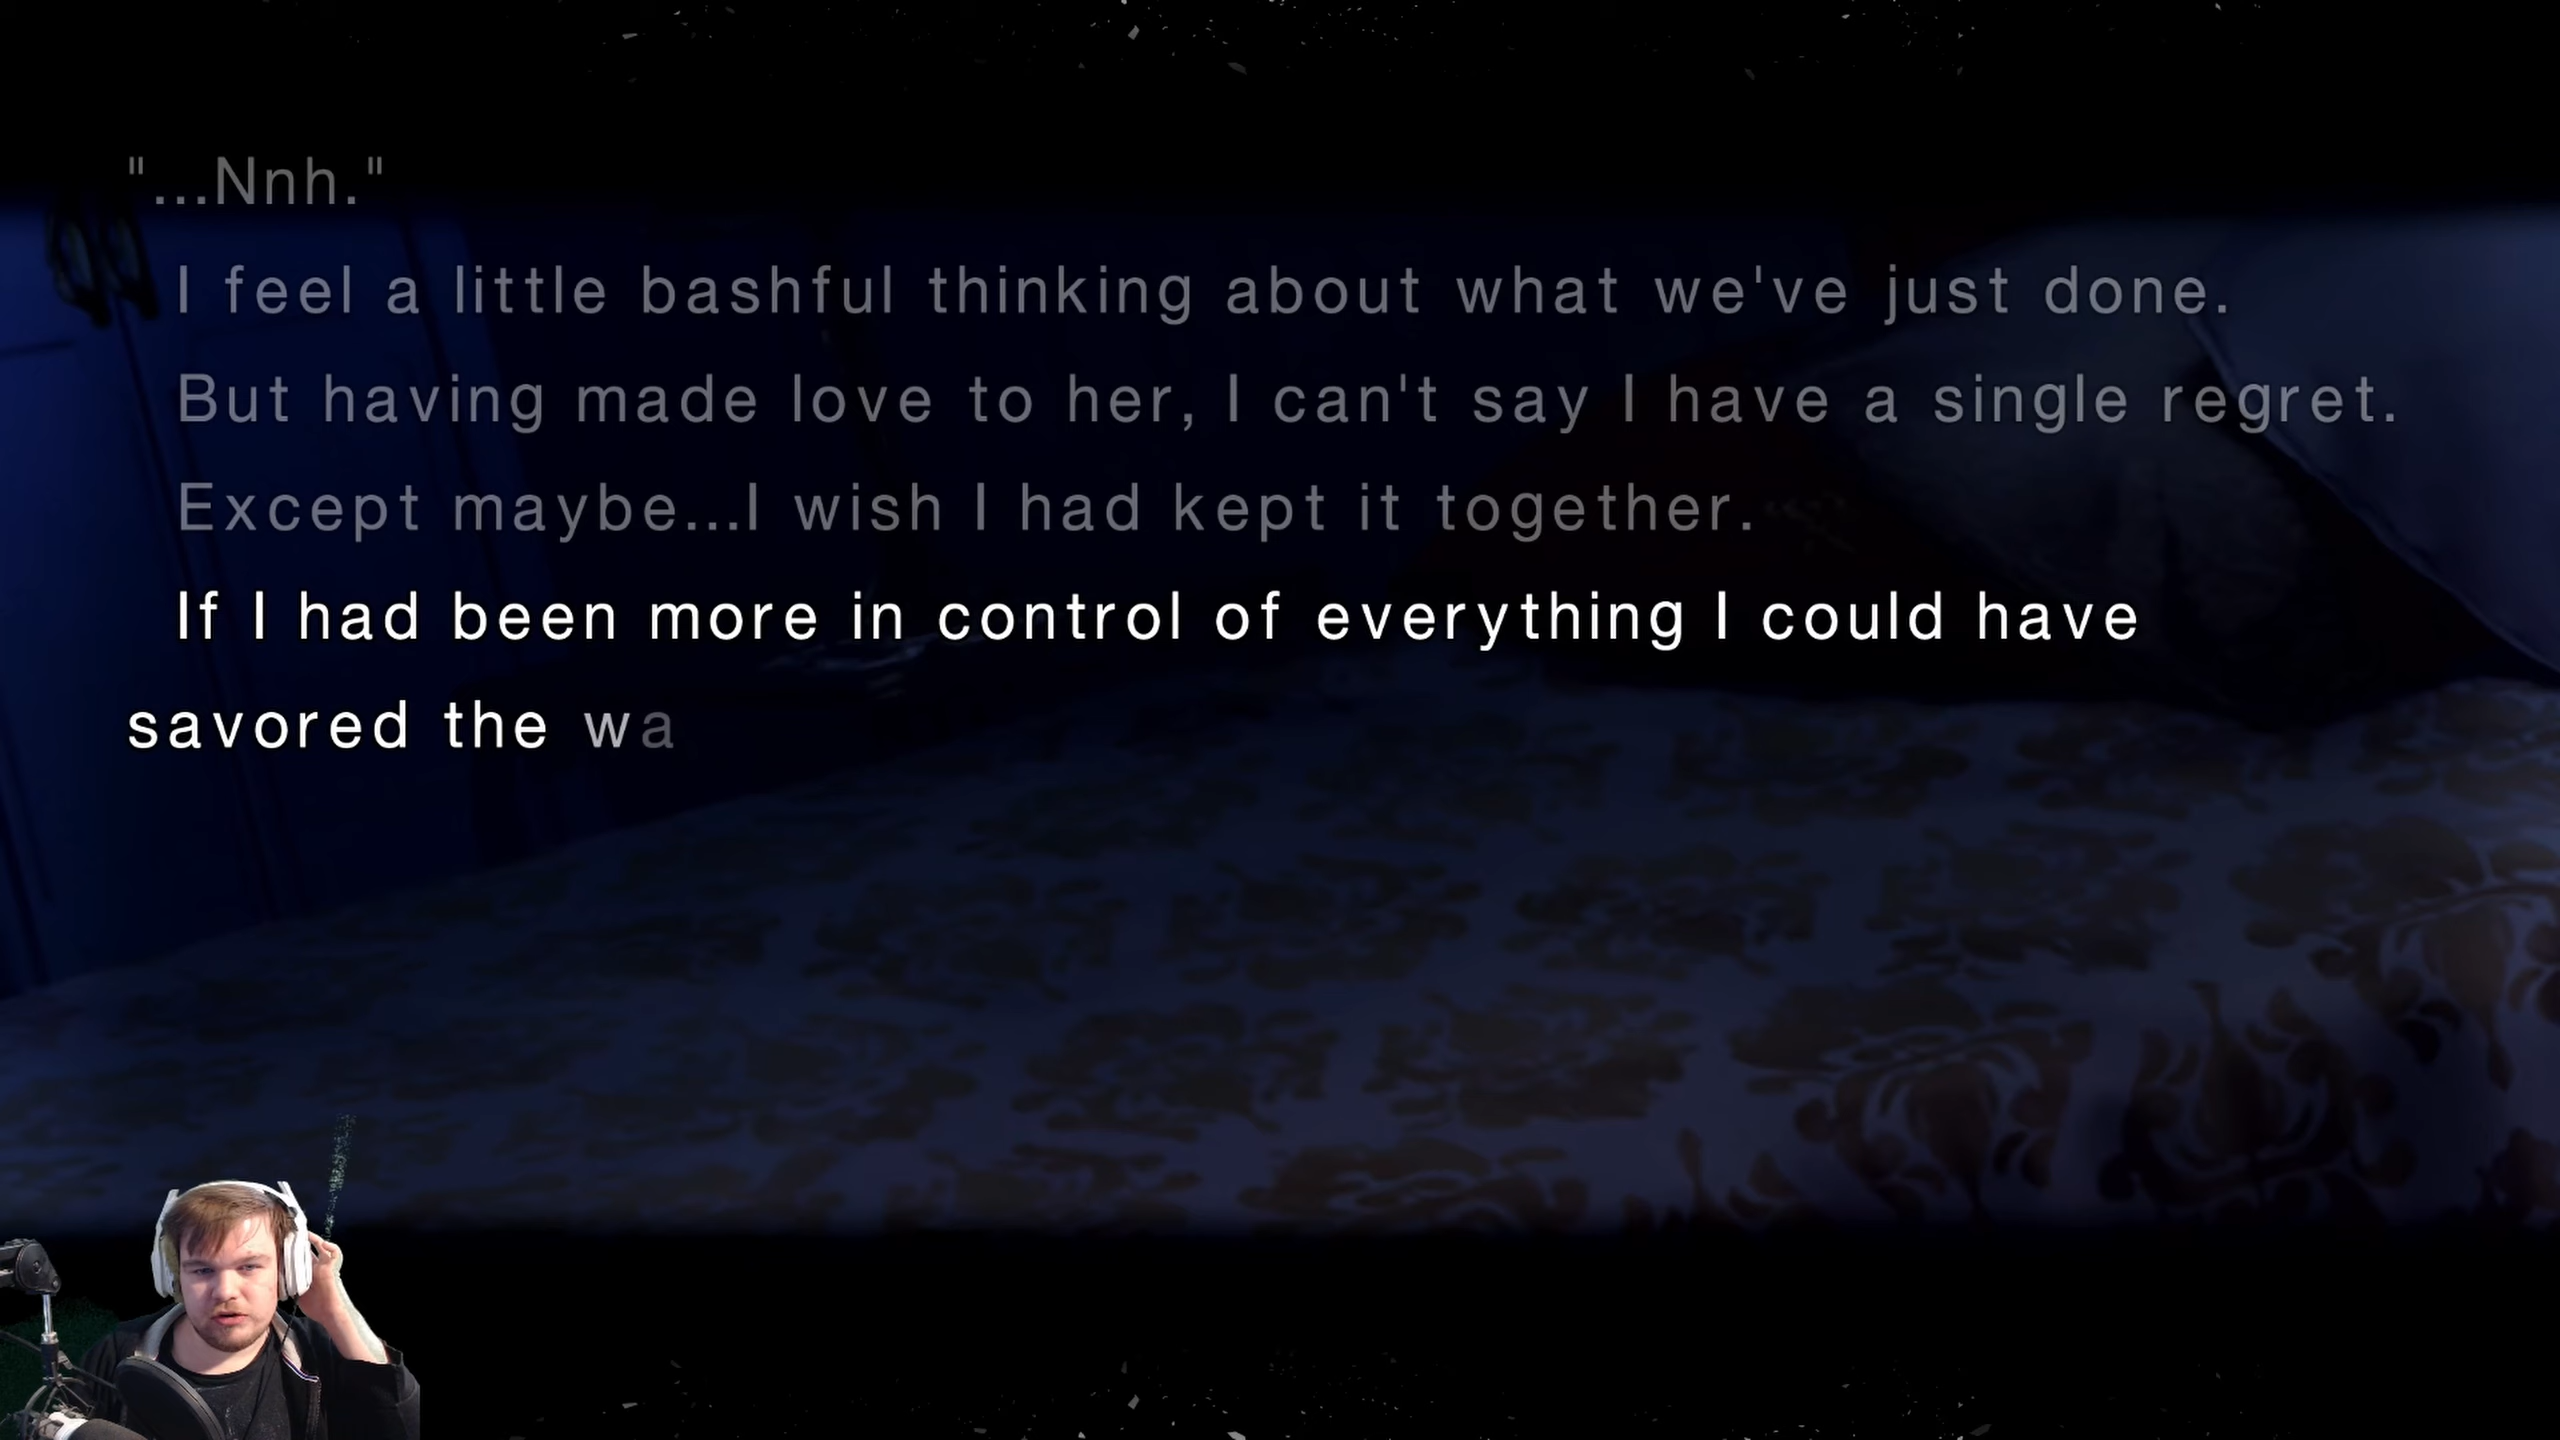 "...Nnh."
I feel a little bashful thinking about what we've just done.
But having made love to her, I can't say I have a single regret.
Except maybe...I wish I had kept it together.
If I had been more in control of everything I could have
savored the wa